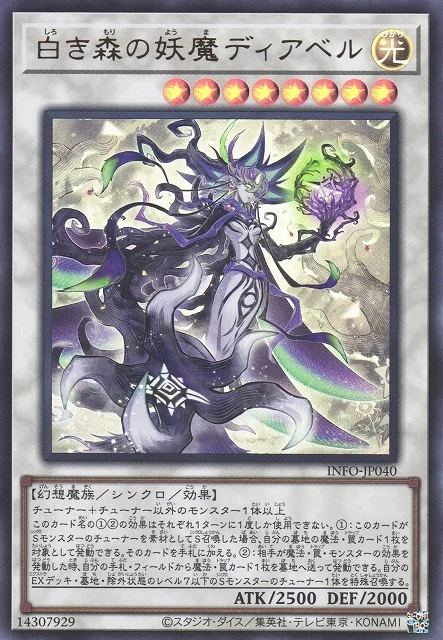 白き森の妖魔ディアベル
光
INFO-JP040
【幻想魔族／シンクロ／効果】
チューナー＋チューナー以外のモンスター1体以上
このカード名の①②の効果はそれぞれ1ターンに1度しか使用できない。①：このカードが
Sモンスターのチューナーを素材としてS召喚した場合、自分の墓地の魔法・罠カード1枚を
対象として発動できる。そのカードを手札に加える。②：相手が魔法・罠・モンスターの効果を
発動した時、自分の手札・フィールドから魔法・罠カード1枚を墓地へ送って発動できる。自分の
EXデッキ・墓地・除外状態のレベル7以下のSモンスターのチューナー1体を特殊召喚する。
ATK/2500 DEF/2000
14307929
©スタジオ・ダイス／集英社・テレビ東京・KONAMI